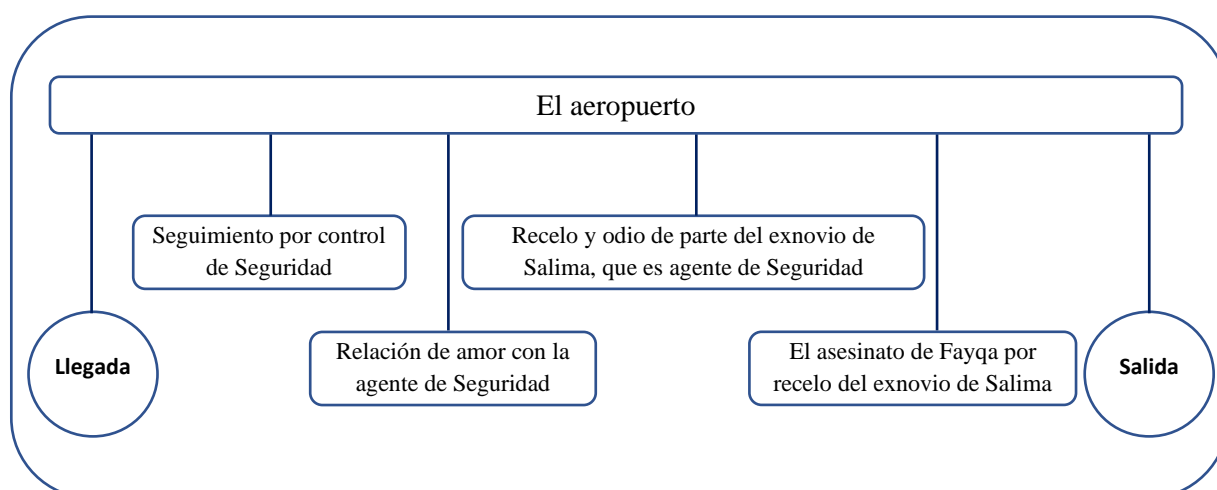 El aeropuerto
Seguimiento por control
de Seguridad
Recelo y odio de parte del exnovio de
Salima, que es agente de Seguridad
Llegada
Relación de amor con la
agente de Seguridad
El asesinato de Fayqa por
recelo del exnovio de Salima
Salida